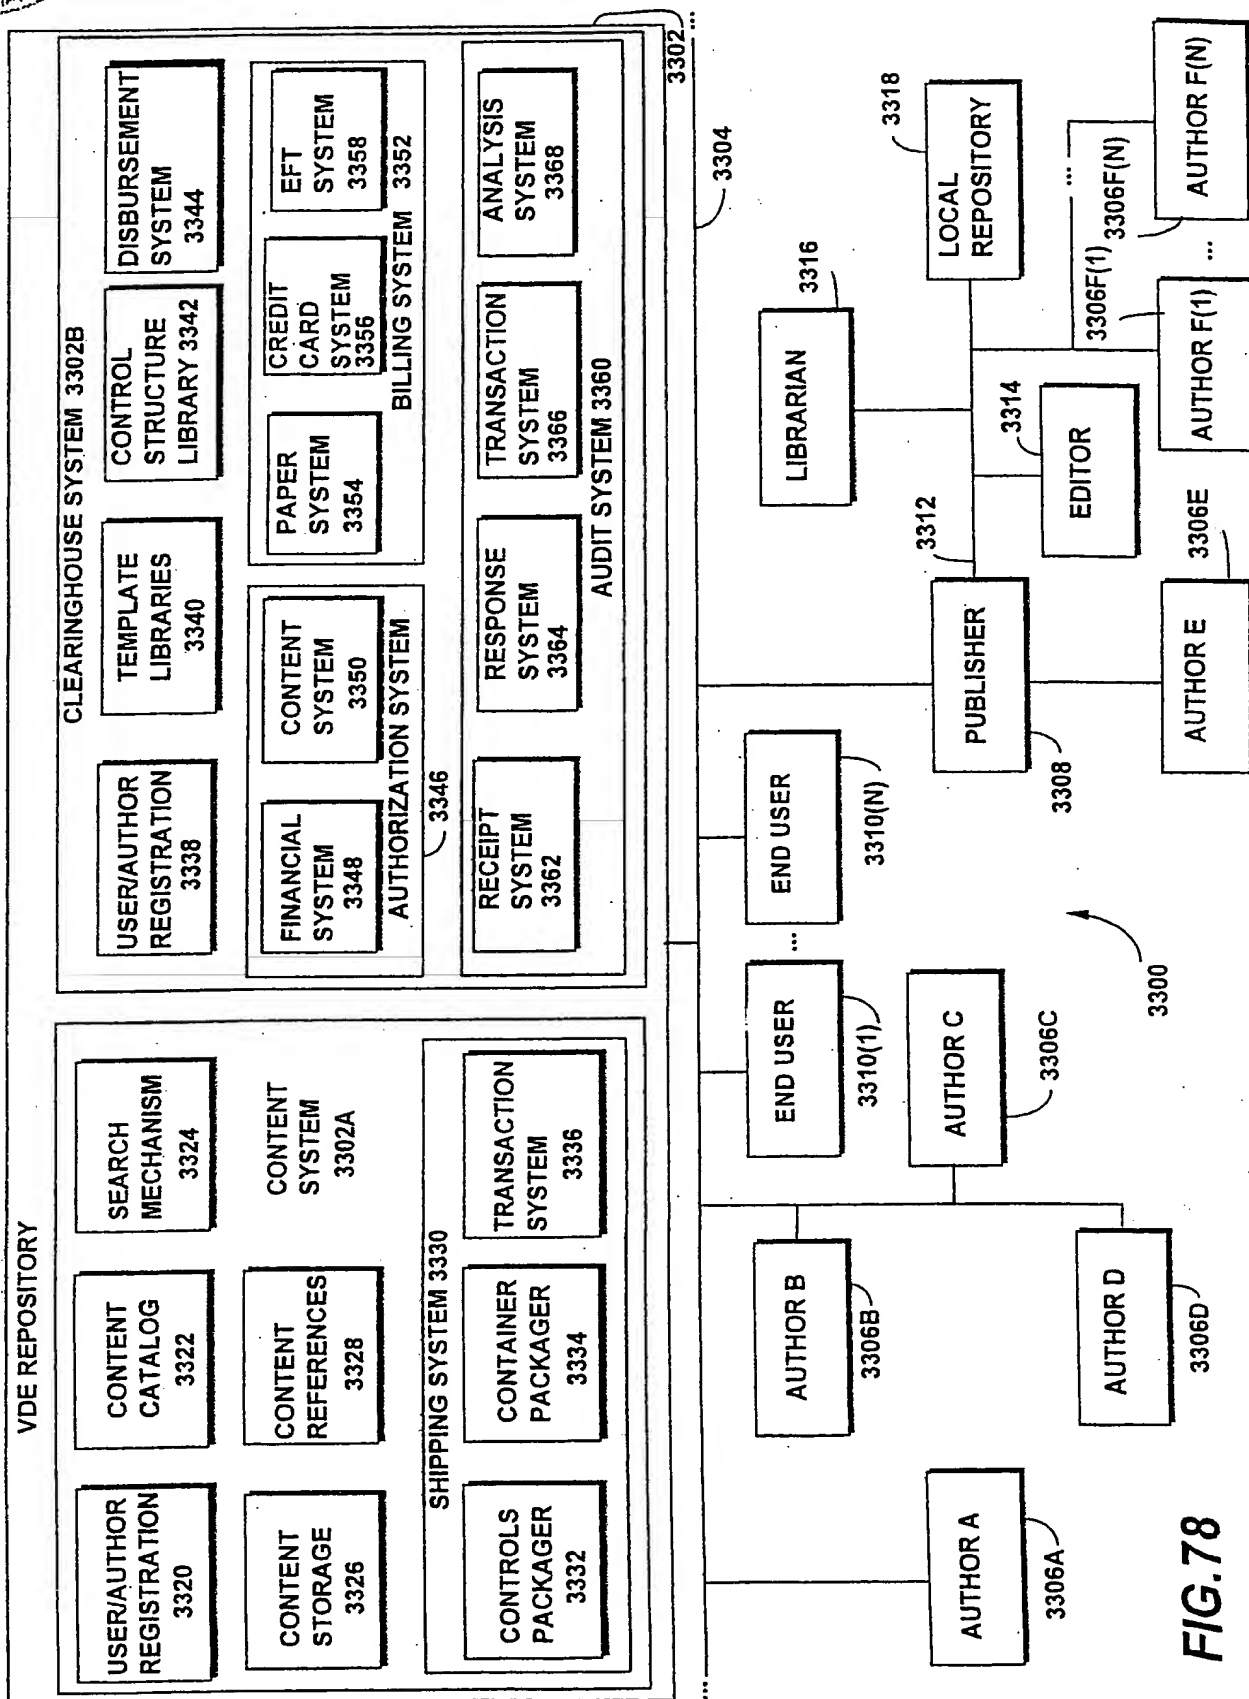 VDE REPOSITORY
USER/AUTHOR
REGISTRATION
3320
CONTENT
CATALOG
3322
SEARCH
MECHANISM
3324
CONTENT
STORAGE
3326
CONTENT
REFERENCES
3328
CONTENT
SYSTEM
3302A
SHIPPING SYSTEM 3330
CONTROLS
PACKAGER
3332
CONTAINER
PACKAGER
3334
TRANSACTION
SYSTEM
3336
CLEARINGHOUSE SYSTEM 3302B
USER/AUTHOR
REGISTRATION
3338
TEMPLATE
LIBRARIES
3340
CONTROL
STRUCTURE
LIBRARY 3342
DISBURSEMENT
SYSTEM
3344
FINANCIAL
SYSTEM
3348
CONTENT
SYSTEM
3350
AUTHORIZATION SYSTEM
3346
PAPER
SYSTEM
3354
CREDIT
CARD
SYSTEM
3356
EFT
SYSTEM
3358
BILLING SYSTEM 3352
RECEIPT
SYSTEM
3362
RESPONSE
SYSTEM
3364
TRANSACTION
SYSTEM
3366
ANALYSIS
SYSTEM
3368
AUDIT SYSTEM 3360
3302
...
...
3304
AUTHOR A
3306A
AUTHOR B
3306B
AUTHOR C
3306C
AUTHOR D
3306D
END USER
3310(1)
...
END USER
3310(N)
3300
PUBLISHER
3308
3312
AUTHOR E
3306E
LIBRARIAN
3316
EDITOR
3314
LOCAL
REPOSITORY
3318
AUTHOR F(1)
3306F(1)
...
...
AUTHOR F(N)
3306F(N)
FIG.78